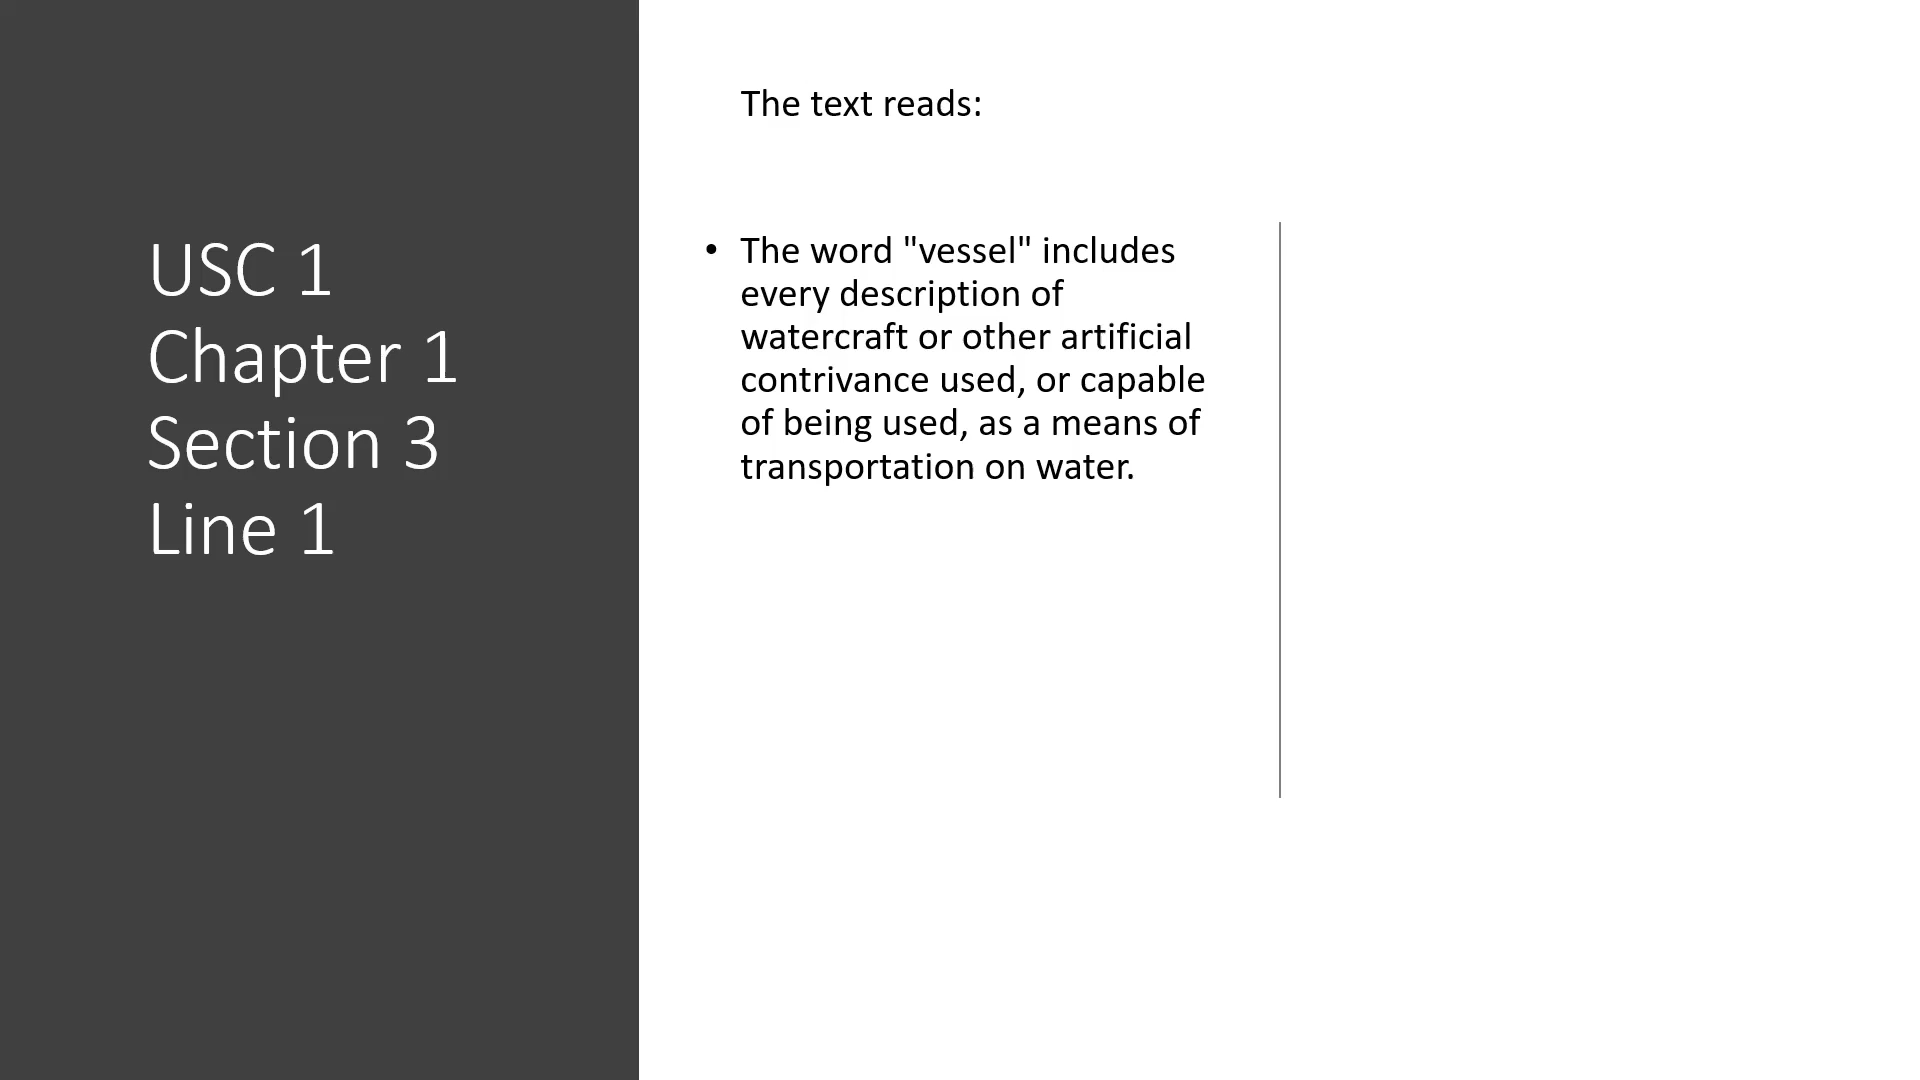 USC 1
Chapter 1
Section 3
Line 1
The text reads:
• The word "vessel" includes
every description of
watercraft or other artificial
contrivance used, or capable
of being used, as a means of
transportation on water.